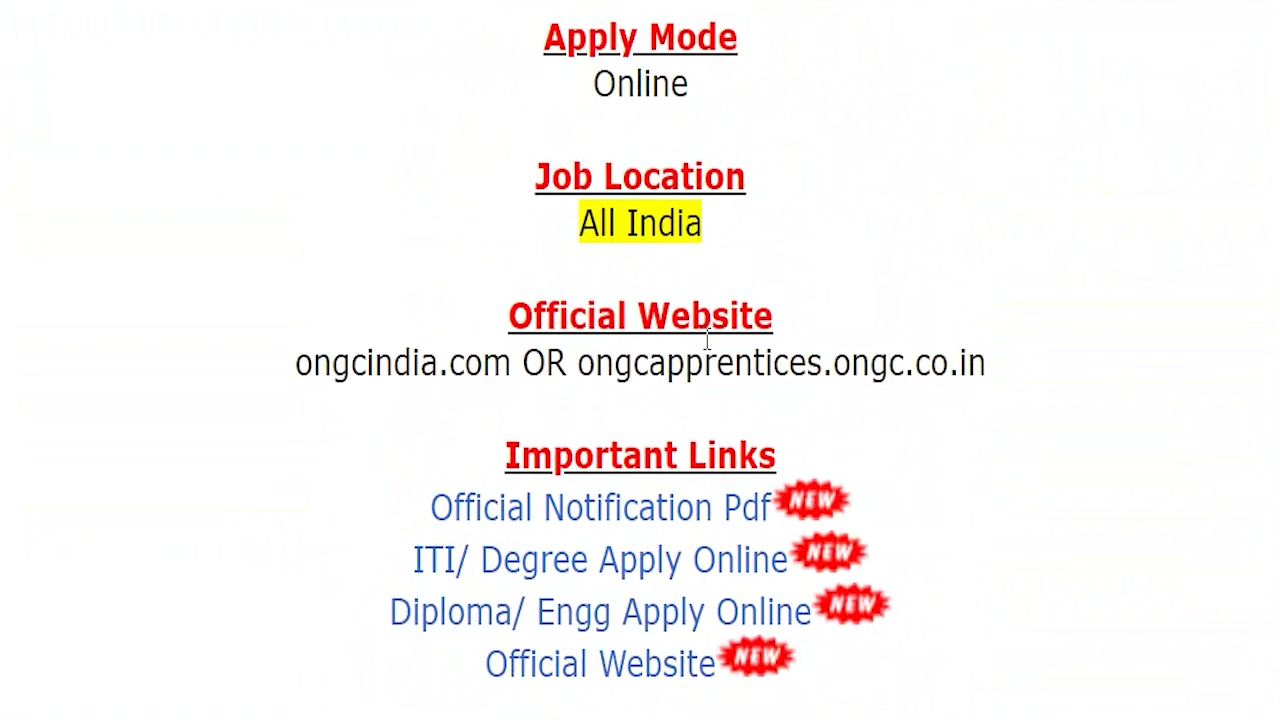 Apply Mode
Online
Job Location
All India
Official Website
ongcindia.com OR ongcapprentices.ongc.co.in
Important Links
Official Notification Pdf NEW
ITI/ Degree Apply Online NEW
Diploma/ Engg Apply Online NEW
Official Website NEW